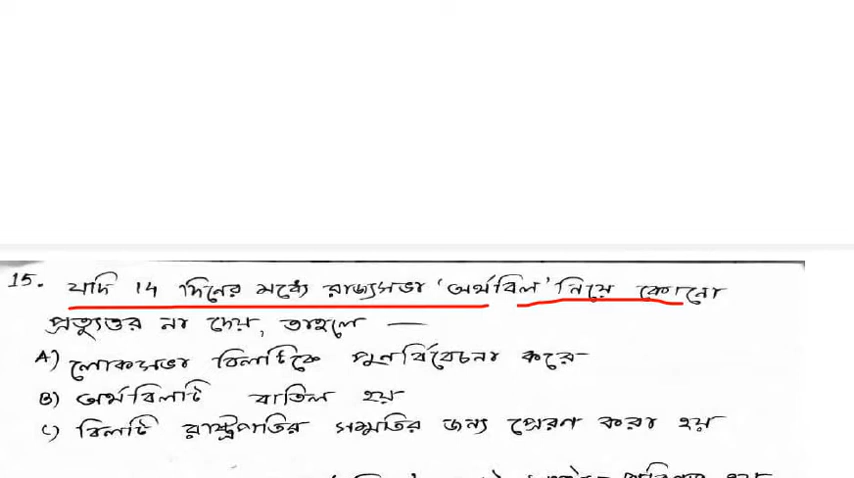 15. যদি 14 দিনের মধ্যে রাজ্যসভা 'অর্থবিল' নিয়ে কোনো
প্রত্যুত্তর না দেয়, তাহলে —
A) লোকসভা বিলটিকে পুনর্বিবেচনা করে
B) অর্থবিলটি বাতিল হয়
C) বিলটি রাষ্ট্রপতির সম্মতির জন্য প্রেরণ করা হয়